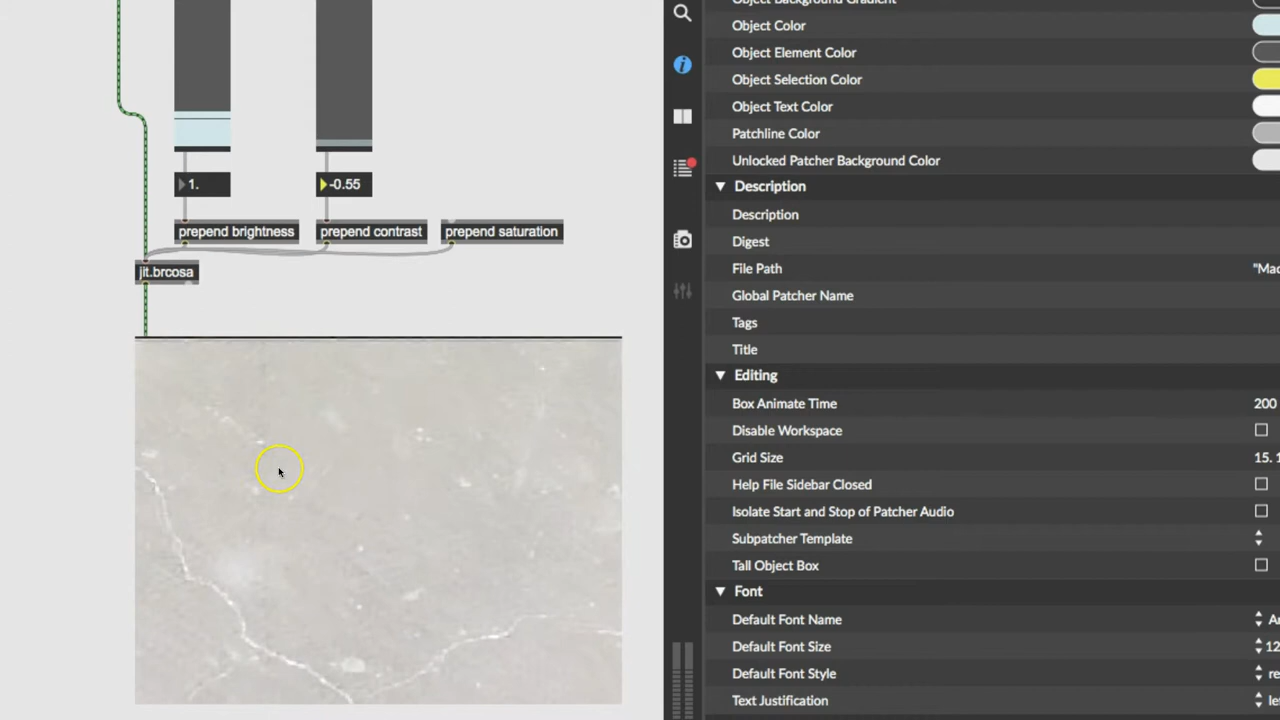 1.
-0.55
prepend brightness
prepend contrast
prepend saturation
jit.brcosa
Object Color
Object Element Color
Object Selection Color
Object Text Color
Patchline Color
Unlocked Patcher Background Color
Description
Description
Digest
File Path
Global Patcher Name
Tags
Title
Editing
Box Animate Time 200
Disable Workspace
Grid Size 15.
Help File Sidebar Closed
Isolate Start and Stop of Patcher Audio
Subpatcher Template
Tall Object Box
Font
Default Font Name
Default Font Size 12
Default Font Style
Text Justification